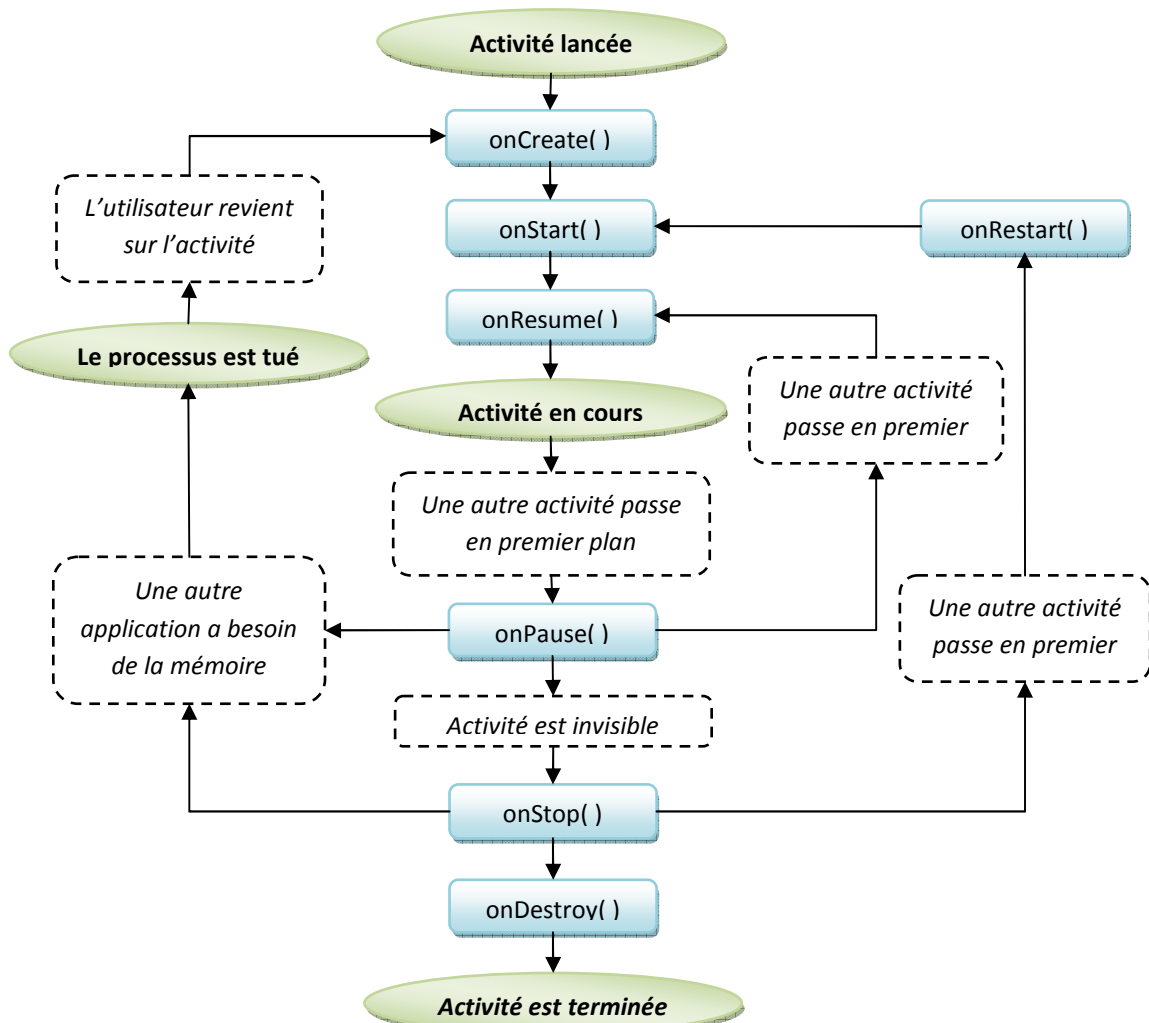 Activité lancée
onCreate( )
L’utilisateur revient
sur l’activité
onStart( )
onRestart( )
onResume( )
Le processus est tué
Une autre activité
passe en premier
Activité en cours
Une autre activité passe
en premier plan
Une autre
application a besoin
de la mémoire
onPause( )
Une autre activité
passe en premier
Activité est invisible
onStop( )
onDestroy( )
Activité est terminée